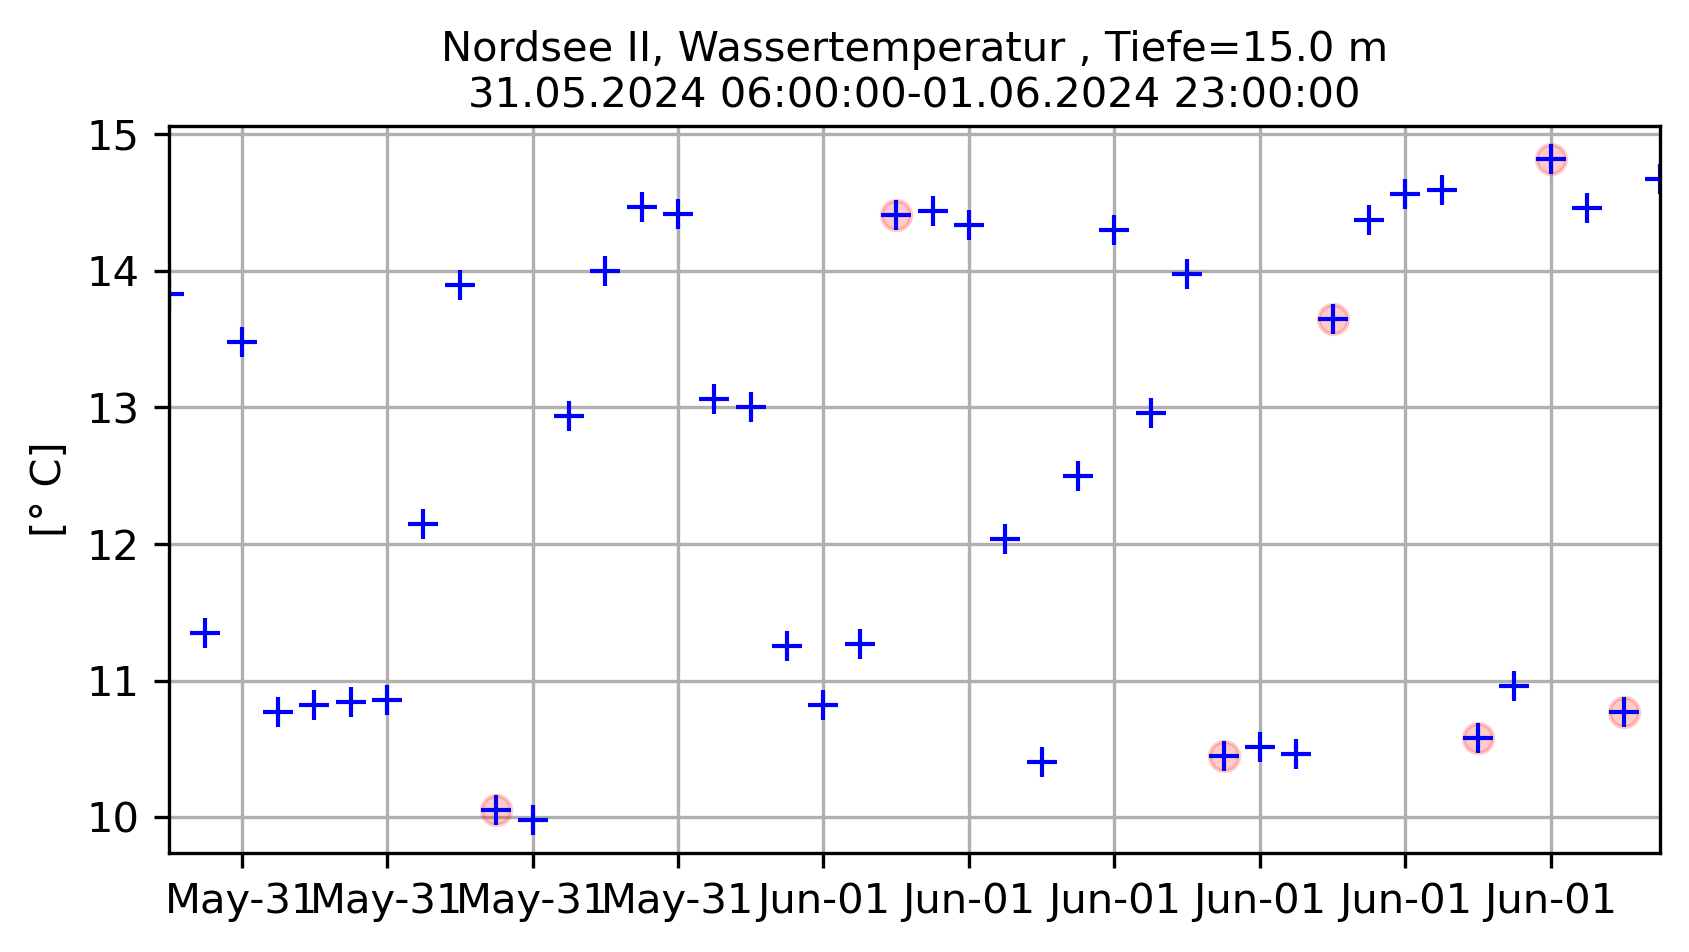 Nordsee II, Wassertemperatur , Tiefe=15.0 m
31.05.2024 06:00:00-01.06.2024 23:00:00
15
14
13
12
11
10
[° C]
May-31 May-31 May-31 May-31 Jun-01 Jun-01 Jun-01 Jun-01 Jun-01 Jun-01